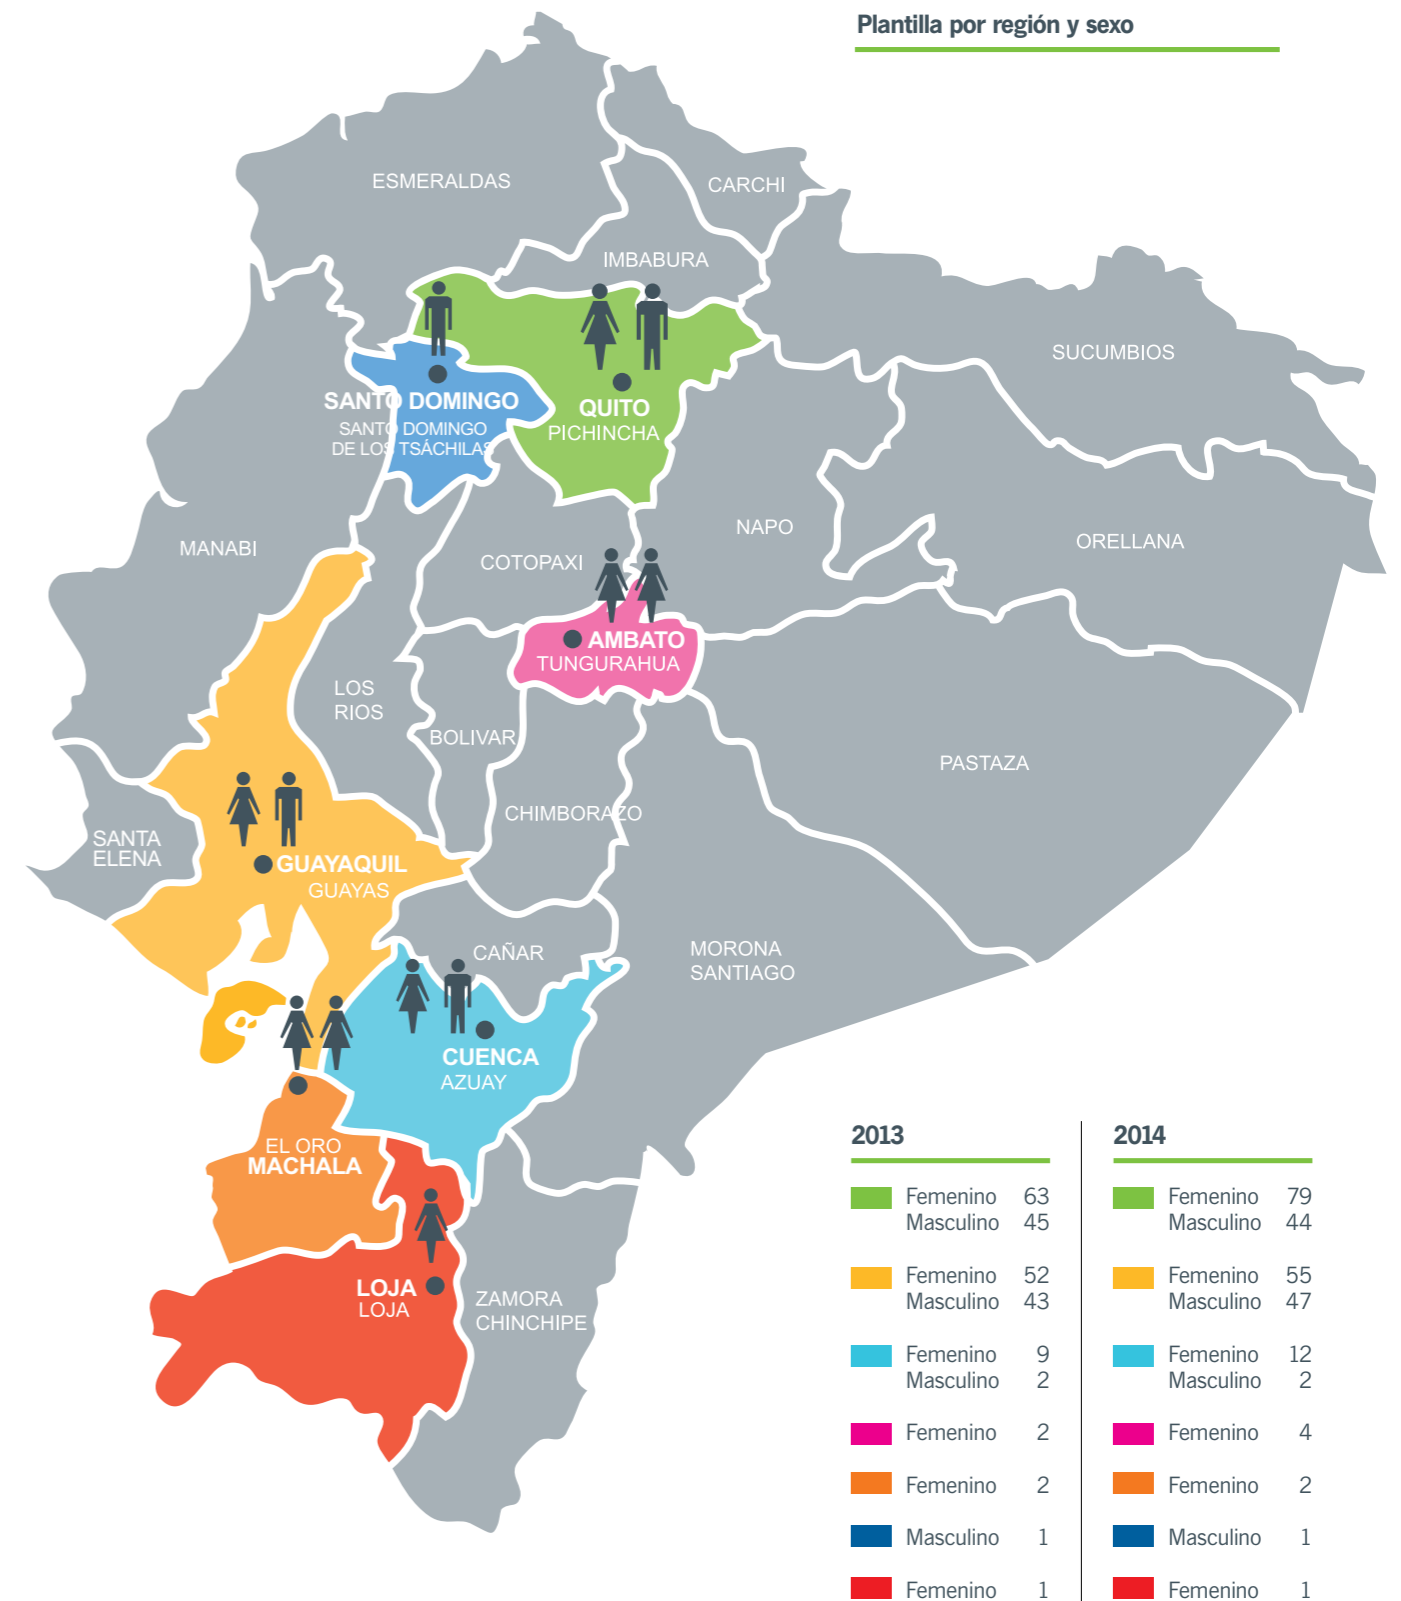 Plantilla por región y sexo
ESMERALDAS
CARCHI
IMBABURA
SUCUMBIOS
SANTO DOMINGO
SANTO DOMINGO
DE LOS TSÁCHILAS
QUITO
PICHINCHA
MANABI
COTOPAXI
NAPO
ORELLANA
AMBATO
TUNGURAHUA
LOS
RIOS
BOLIVAR
PASTAZA
CHIMBORAZO
SANTA
ELENA
GUAYAQUIL
GUAYAS
CAÑAR
MORONA
SANTIAGO
CUENCA
AZUAY
EL ORO
MACHALA
LOJA
LOJA
ZAMORA
CHINCHIPE
2013
Femenino 63
Masculino 45
Femenino 52
Masculino 43
Femenino 9
Masculino 2
Femenino 2
Femenino 2
Masculino 1
Femenino 1
2014
Femenino 79
Masculino 44
Femenino 55
Masculino 47
Femenino 12
Masculino 2
Femenino 4
Femenino 2
Masculino 1
Femenino 1